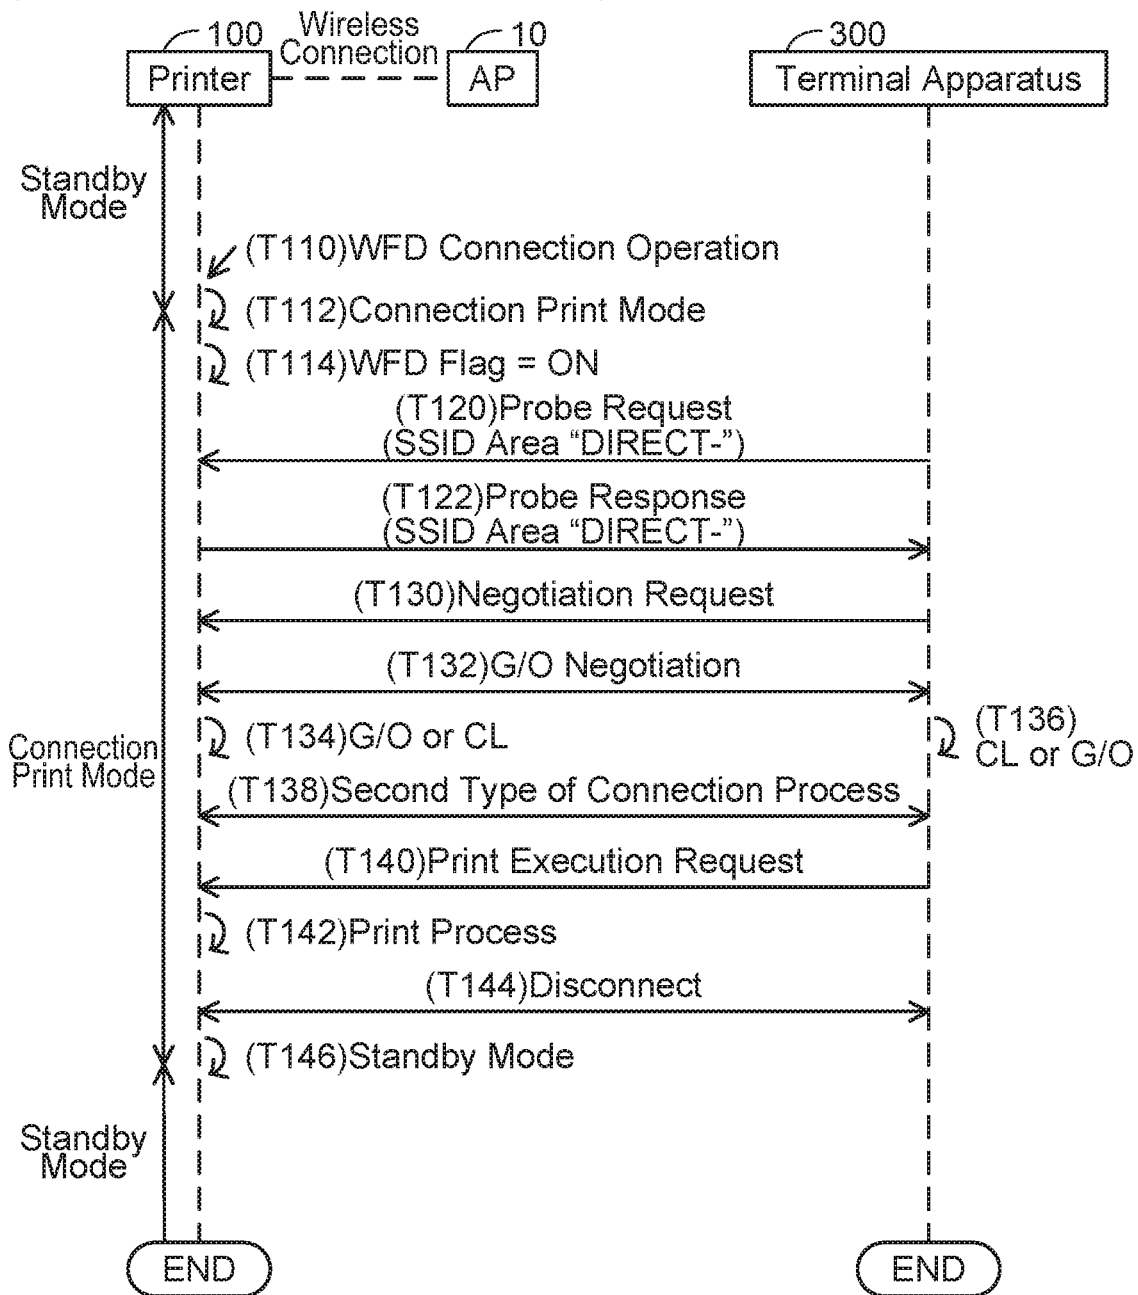 100
Wireless
Connection
10
300
Printer
AP
Terminal Apparatus
Standby
Mode
(T110)WFD Connection Operation
(T112)Connection Print Mode
(T114)WFD Flag = ON
(T120)Probe Request
(SSID Area “DIRECT-”)
(T122)Probe Response
(SSID Area “DIRECT-”)
(T130)Negotiation Request
(T132)G/O Negotiation
(T134)G/O or CL
(T136)
CL or G/O
Connection
Print Mode
(T138)Second Type of Connection Process
(T140)Print Execution Request
(T142)Print Process
(T144)Disconnect
(T146)Standby Mode
Standby
Mode
END
END